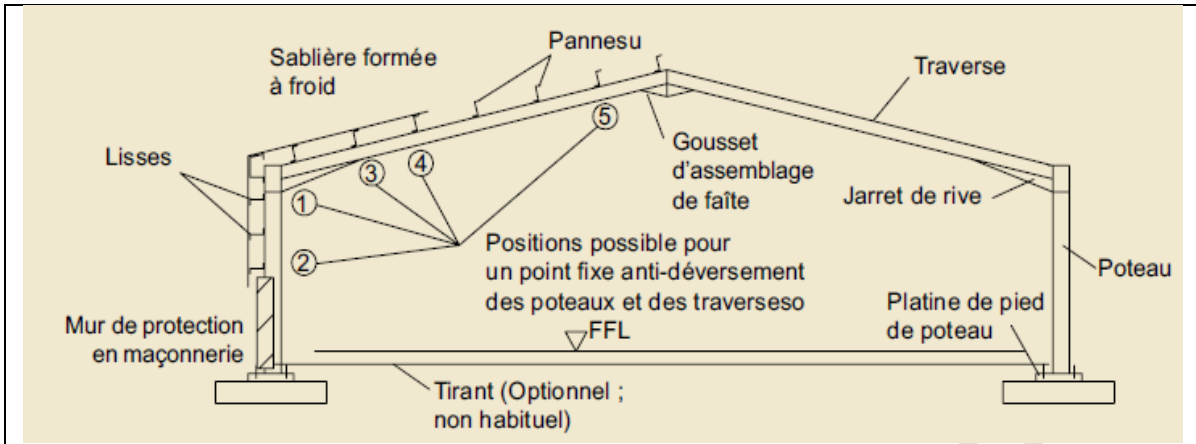 Sablière formée
à froid
Pannesu
Traverse
Lisses
⑤
③
④
①
②
Gousset
d'assemblage
de faîte
Jarret de rive
Positions possible pour
un point fixe anti-déversement
des poteaux et des traverseso
Poteau
Mur de protection
en maçonnerie
FFL
Platine de pied
de poteau
Tirant (Optionnel ;
non habituel)